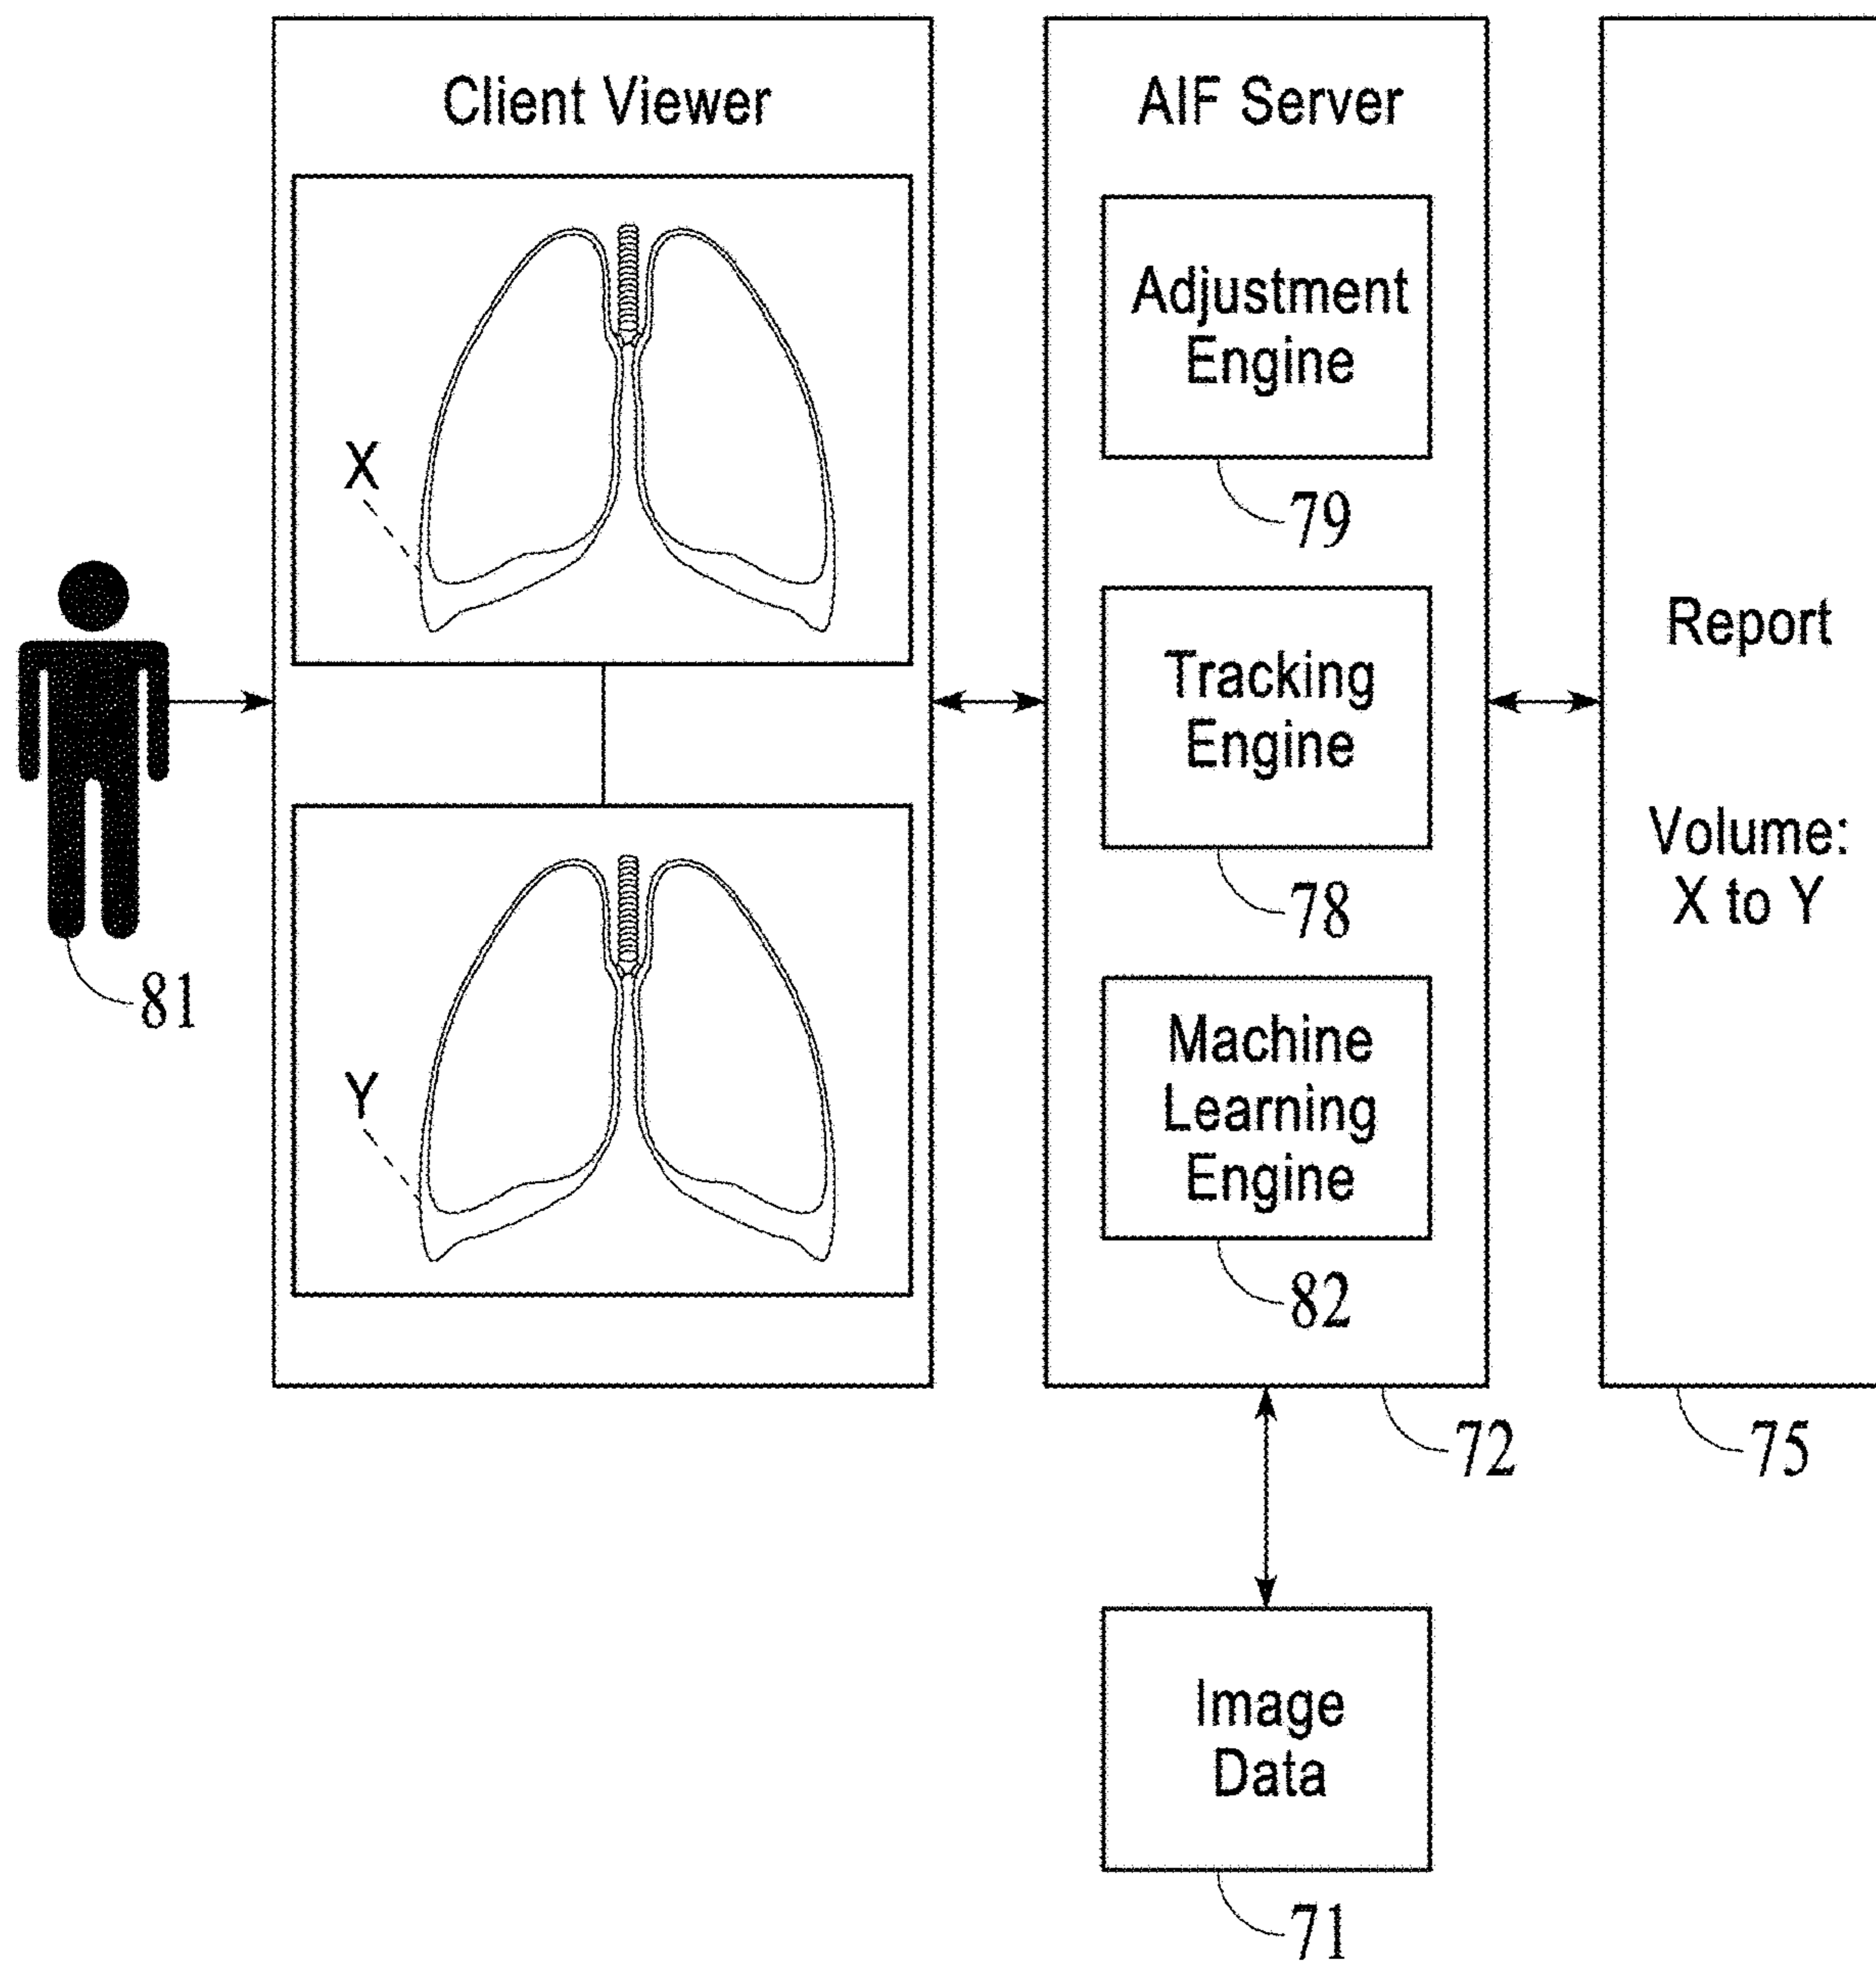 Client Viewer
X
Y
81
AIF Server
Adjustment
Engine
79
Tracking
Engine
78
Machine
Learning
Engine
82
72
Report
Volume:
X to Y
75
Image
Data
71